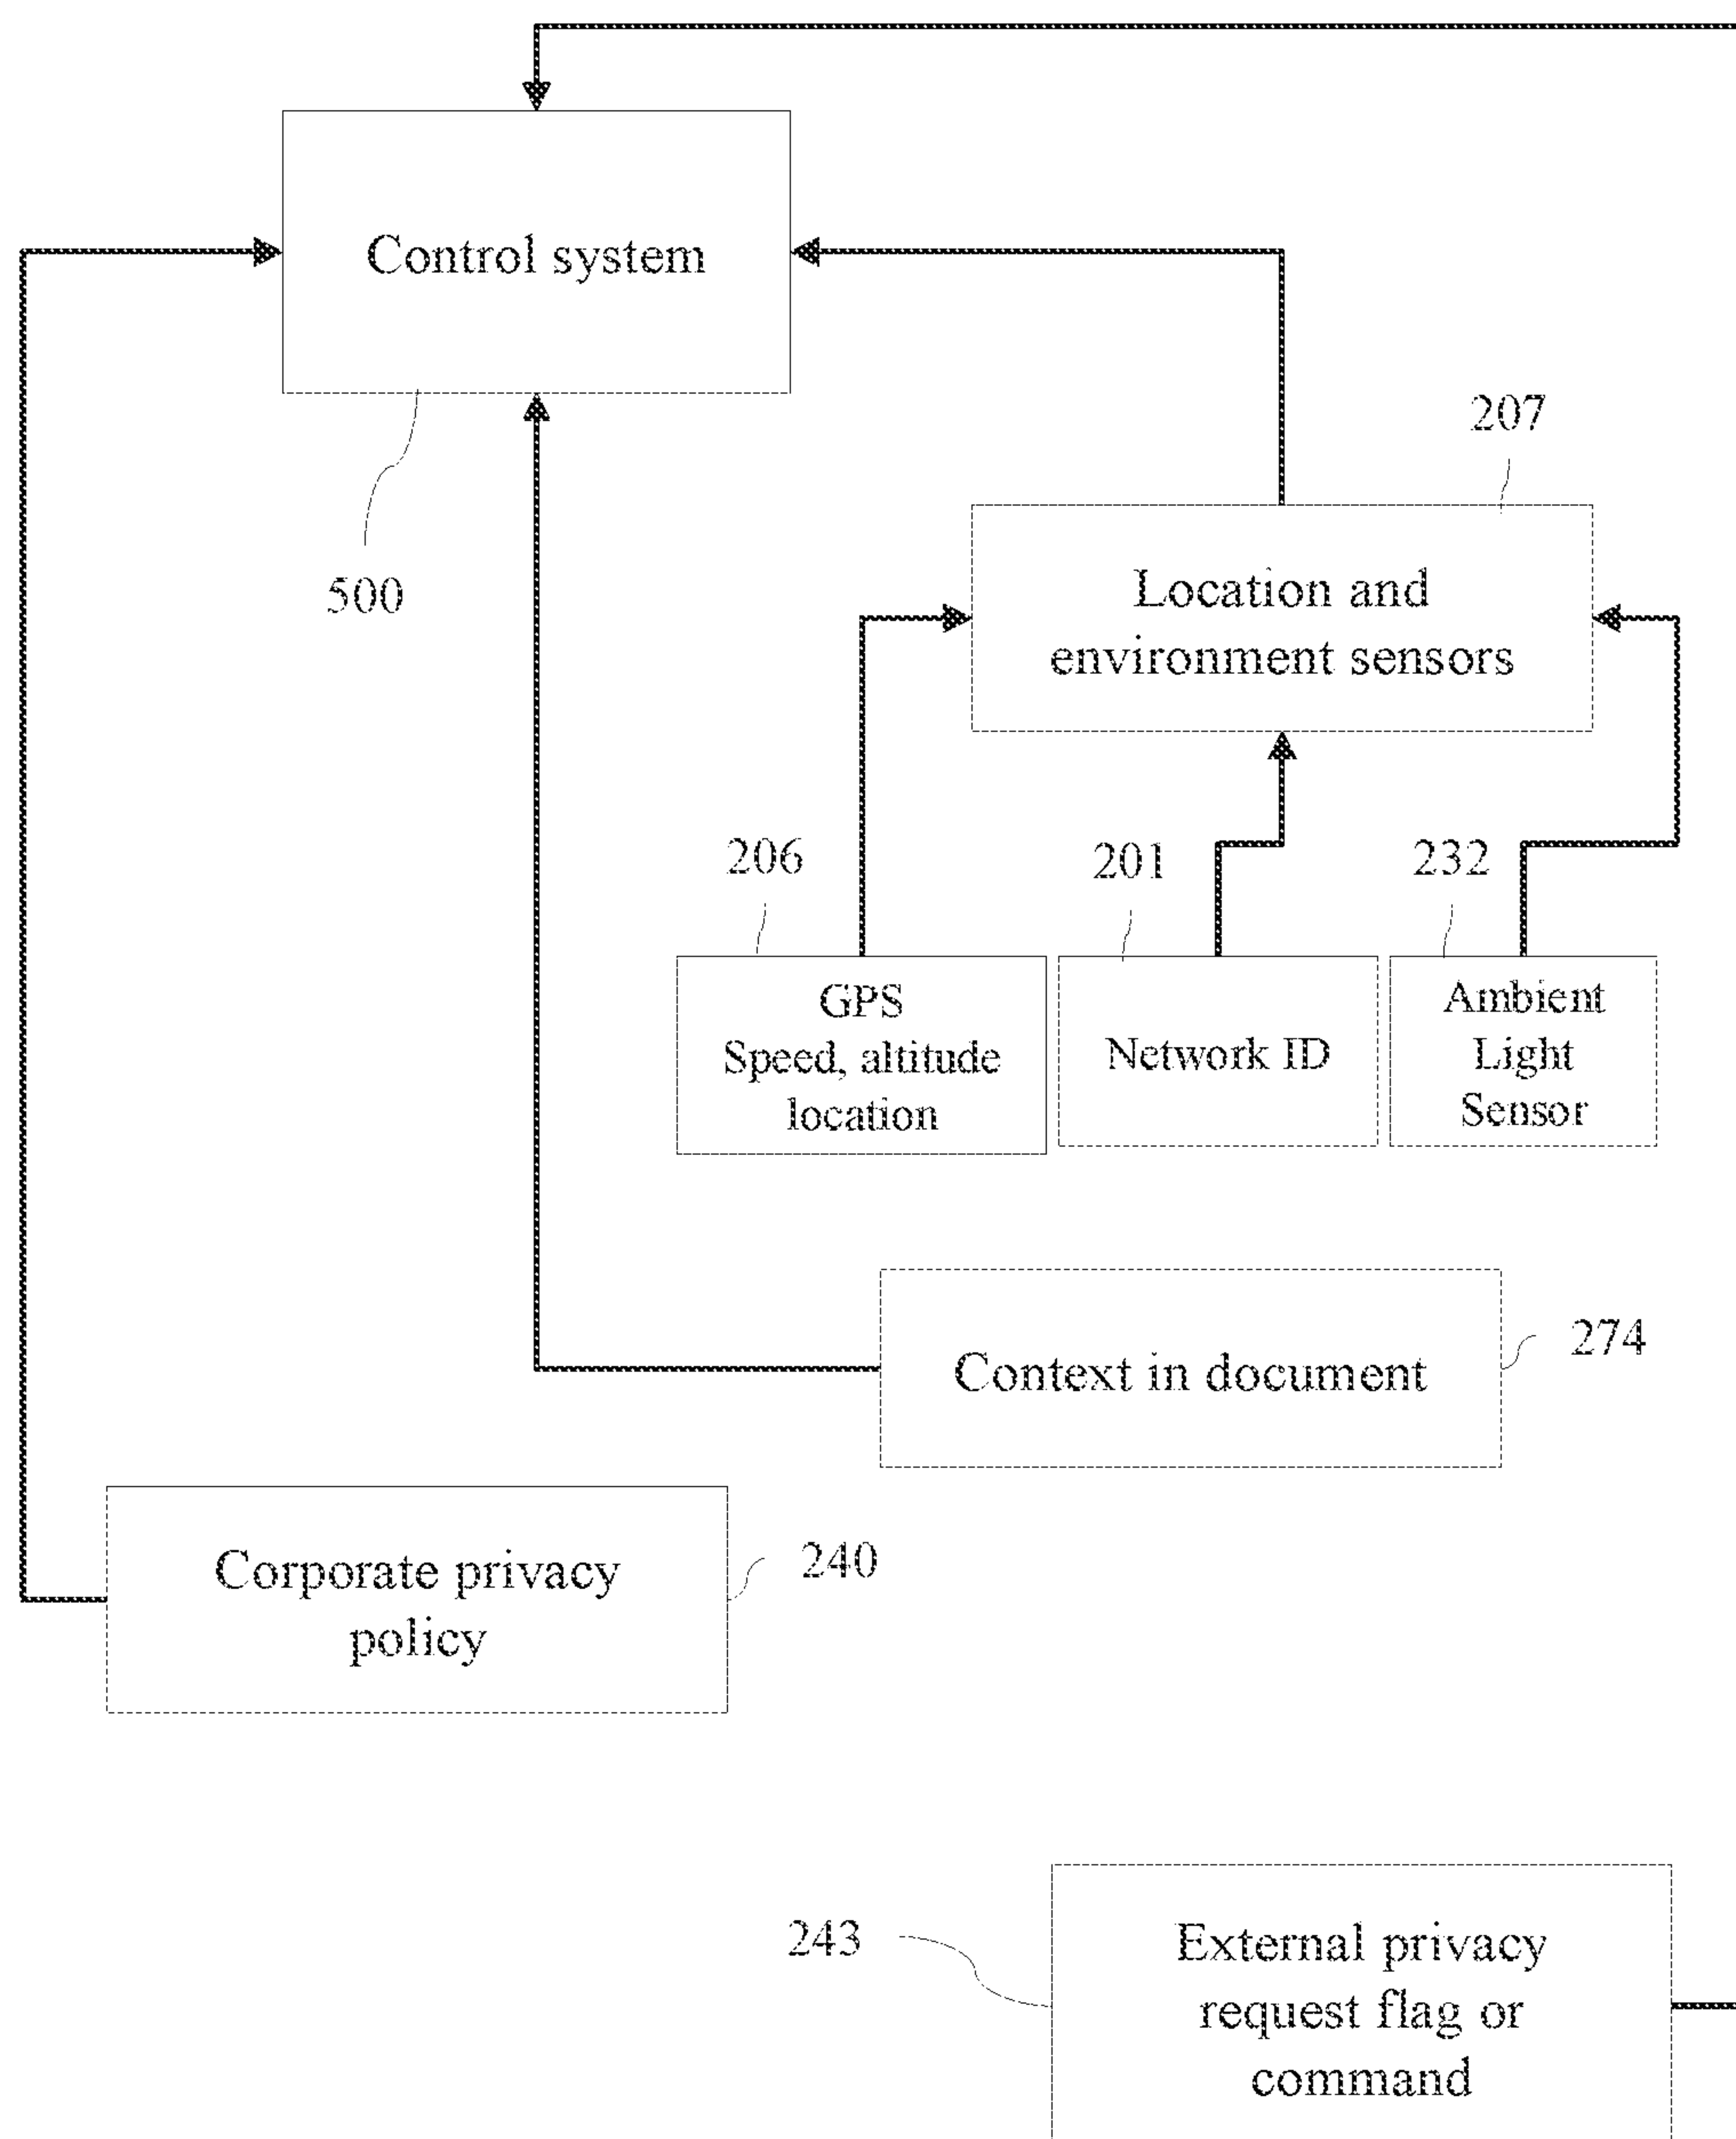 Control system
500
207
Location and
environment sensors
206
201
232
GPS
Speed, altitude
location
Network ID
Ambient
Light
Sensor
Context in document
274
Corporate privacy
policy
240
243
External privacy
request flag or
command